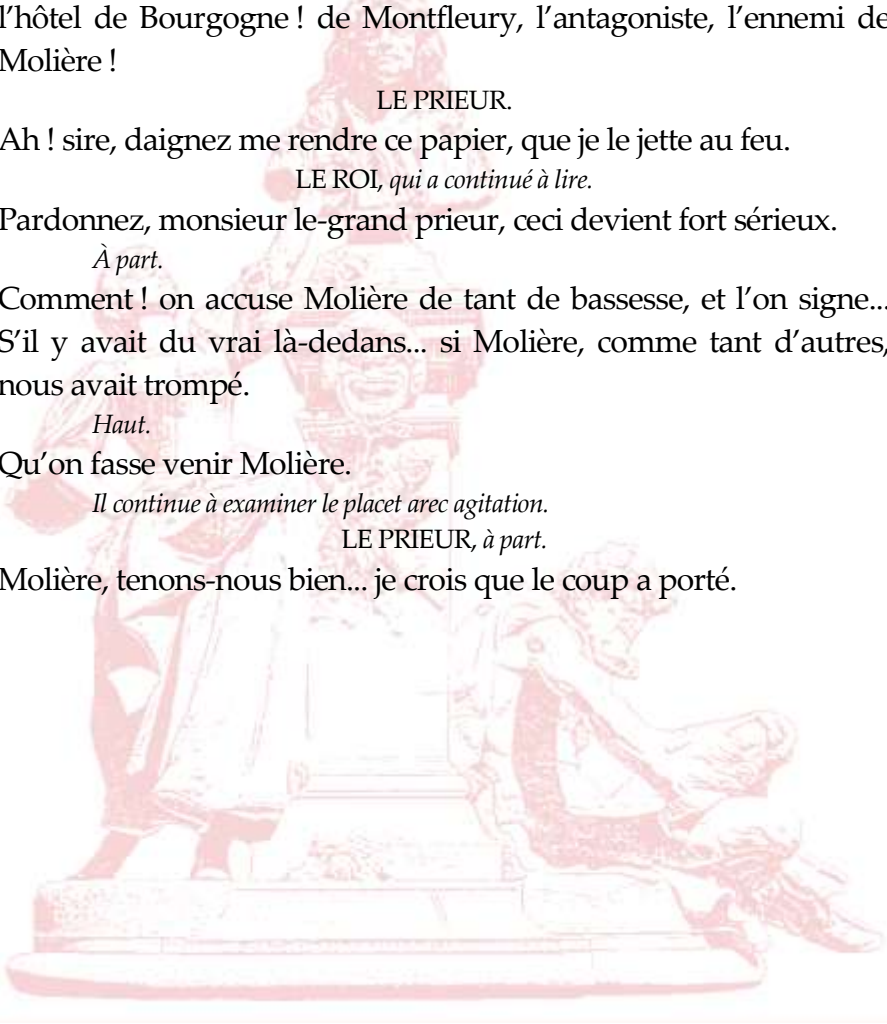 l’hôtel de Bourgogne ! de Montfleury, l’antagoniste, l’ennemi de
Molière !
LE PRIEUR.
Ah ! sire, daignez me rendre ce papier, que je le jette au feu.
LE ROI, qui a continué à lire.
Pardonnez, monsieur le-grand prieur, ceci devient fort sérieux.
À part.
Comment ! on accuse Molière de tant de bassesse, et l’on signe...
S’il y avait du vrai là-dedans... si Molière, comme tant d’autres,
nous avait trompé.
Haut.
Qu’on fasse venir Molière.
Il continue à examiner le placet arec agitation.
LE PRIEUR, à part.
Molière, tenons-nous bien... je crois que le coup a porté.